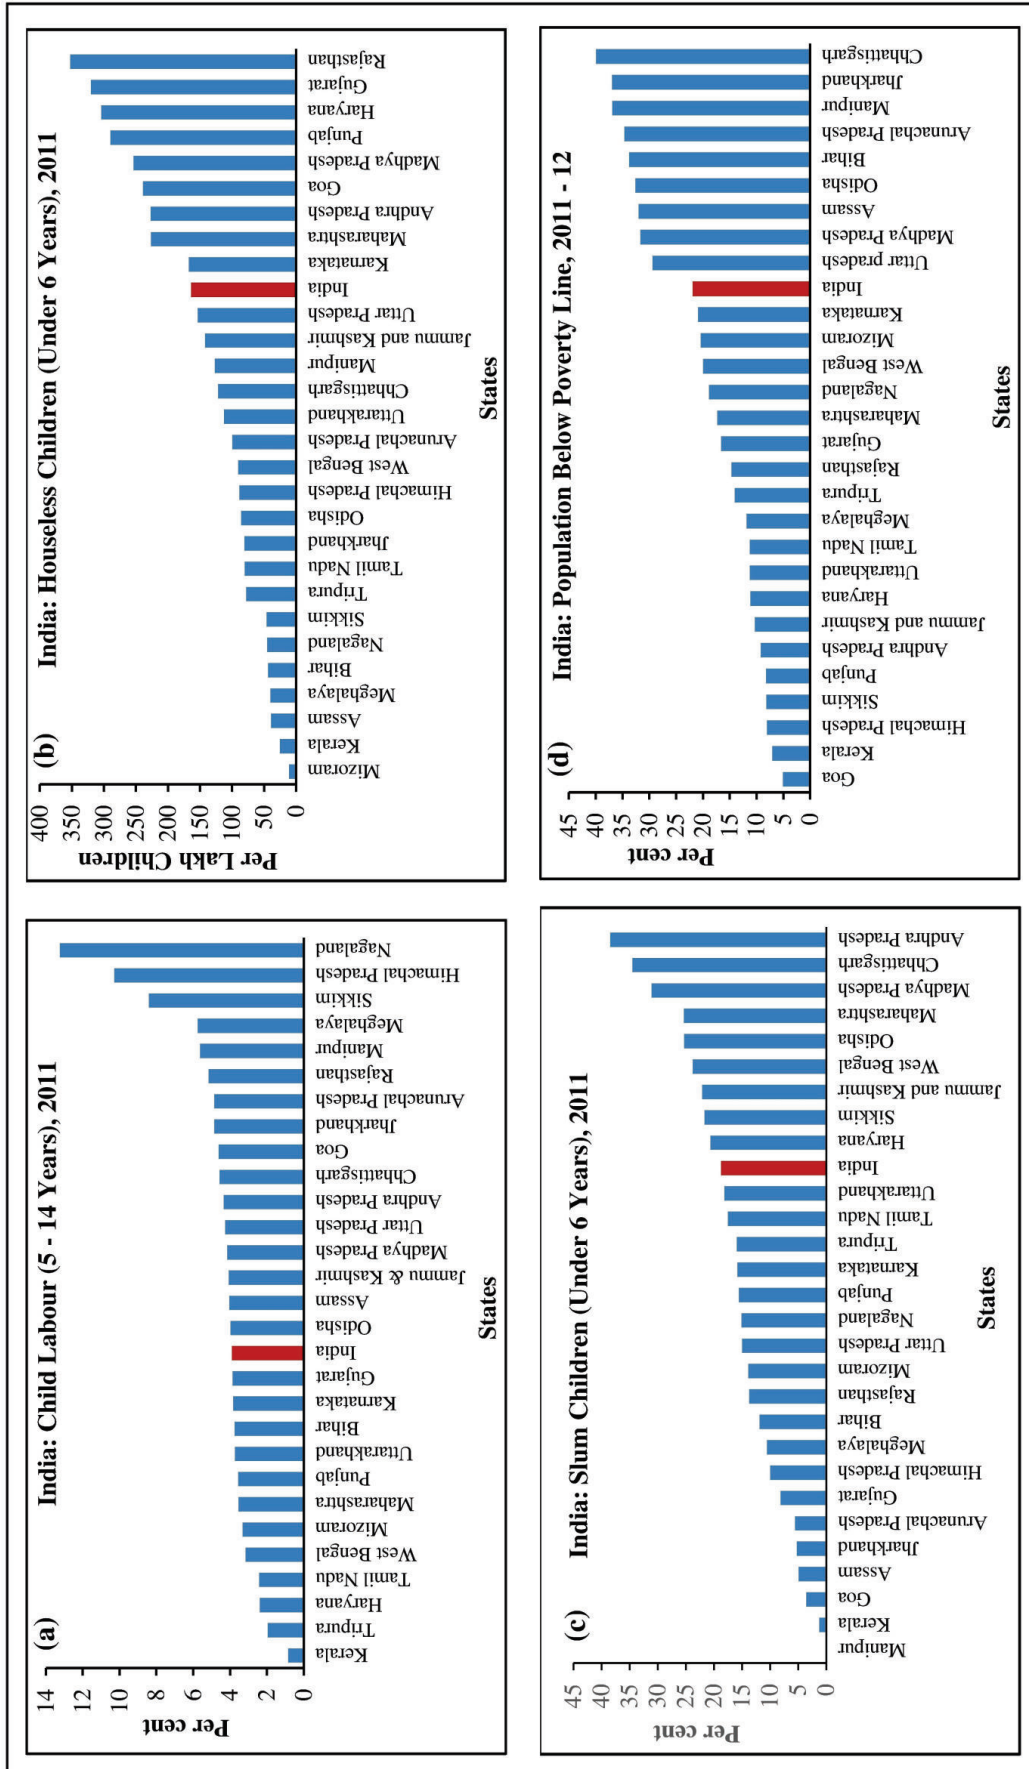 (a)
India: Child Labour (5 - 14 Years), 2011
Per cent
14
12
10
8
6
4
2
0
Kerala
Tripura
Haryana
Tamil Nadu
West Bengal
Mizoram
Maharashtra
Punjab
Uttarakhand
Bihar
Karnataka
Gujarat
India
Odisha
Assam
Jammu & Kashmir
Madhya Pradesh
Uttar Pradesh
Andhra Pradesh
Chhattisgarh
Goa
Jharkhand
Arunachal Pradesh
Rajasthan
Manipur
Meghalaya
Sikkim
Himachal Pradesh
Nagaland
States
(b)
India: Houseless Children (Under 6 Years), 2011
Per Lakh Children
400
350
300
250
200
150
100
50
0
Mizoram
Kerala
Assam
Meghalaya
Bihar
Nagaland
Sikkim
Tripura
Tamil Nadu
Jharkhand
Odisha
Himachal Pradesh
West Bengal
Arunachal Pradesh
Uttarakhand
Chhattisgarh
Manipur
Jammu and Kashmir
Uttar Pradesh
India
Karnataka
Maharashtra
Andhra Pradesh
Goa
Madhya Pradesh
Punjab
Haryana
Gujarat
Rajasthan
States
(c)
India: Slum Children (Under 6 Years), 2011
Per cent
45
40
35
30
25
20
15
10
5
0
Manipur
Kerala
Goa
Assam
Jharkhand
Arunachal Pradesh
Gujarat
Himachal Pradesh
Meghalaya
Bihar
Rajasthan
Mizoram
Uttar Pradesh
Nagaland
Punjab
Karnataka
Tripura
Tamil Nadu
Uttarakhand
India
Haryana
Sikkim
Jammu and Kashmir
West Bengal
Odisha
Maharashtra
Madhya Pradesh
Chhattisgarh
Andhra Pradesh
States
(d)
India: Population Below Poverty Line, 2011 - 12
Per cent
45
40
35
30
25
20
15
10
5
0
Goa
Kerala
Himachal Pradesh
Sikkim
Punjab
Andhra Pradesh
Jammu and Kashmir
Haryana
Uttarakhand
Tamil Nadu
Meghalaya
Tripura
Rajasthan
Gujarat
Maharashtra
Nagaland
West Bengal
Mizoram
Karnataka
India
Uttar pradesh
Madhya Pradesh
Assam
Odisha
Bihar
Arunachal Pradesh
Manipur
Jharkhand
Chhattisgarh
States